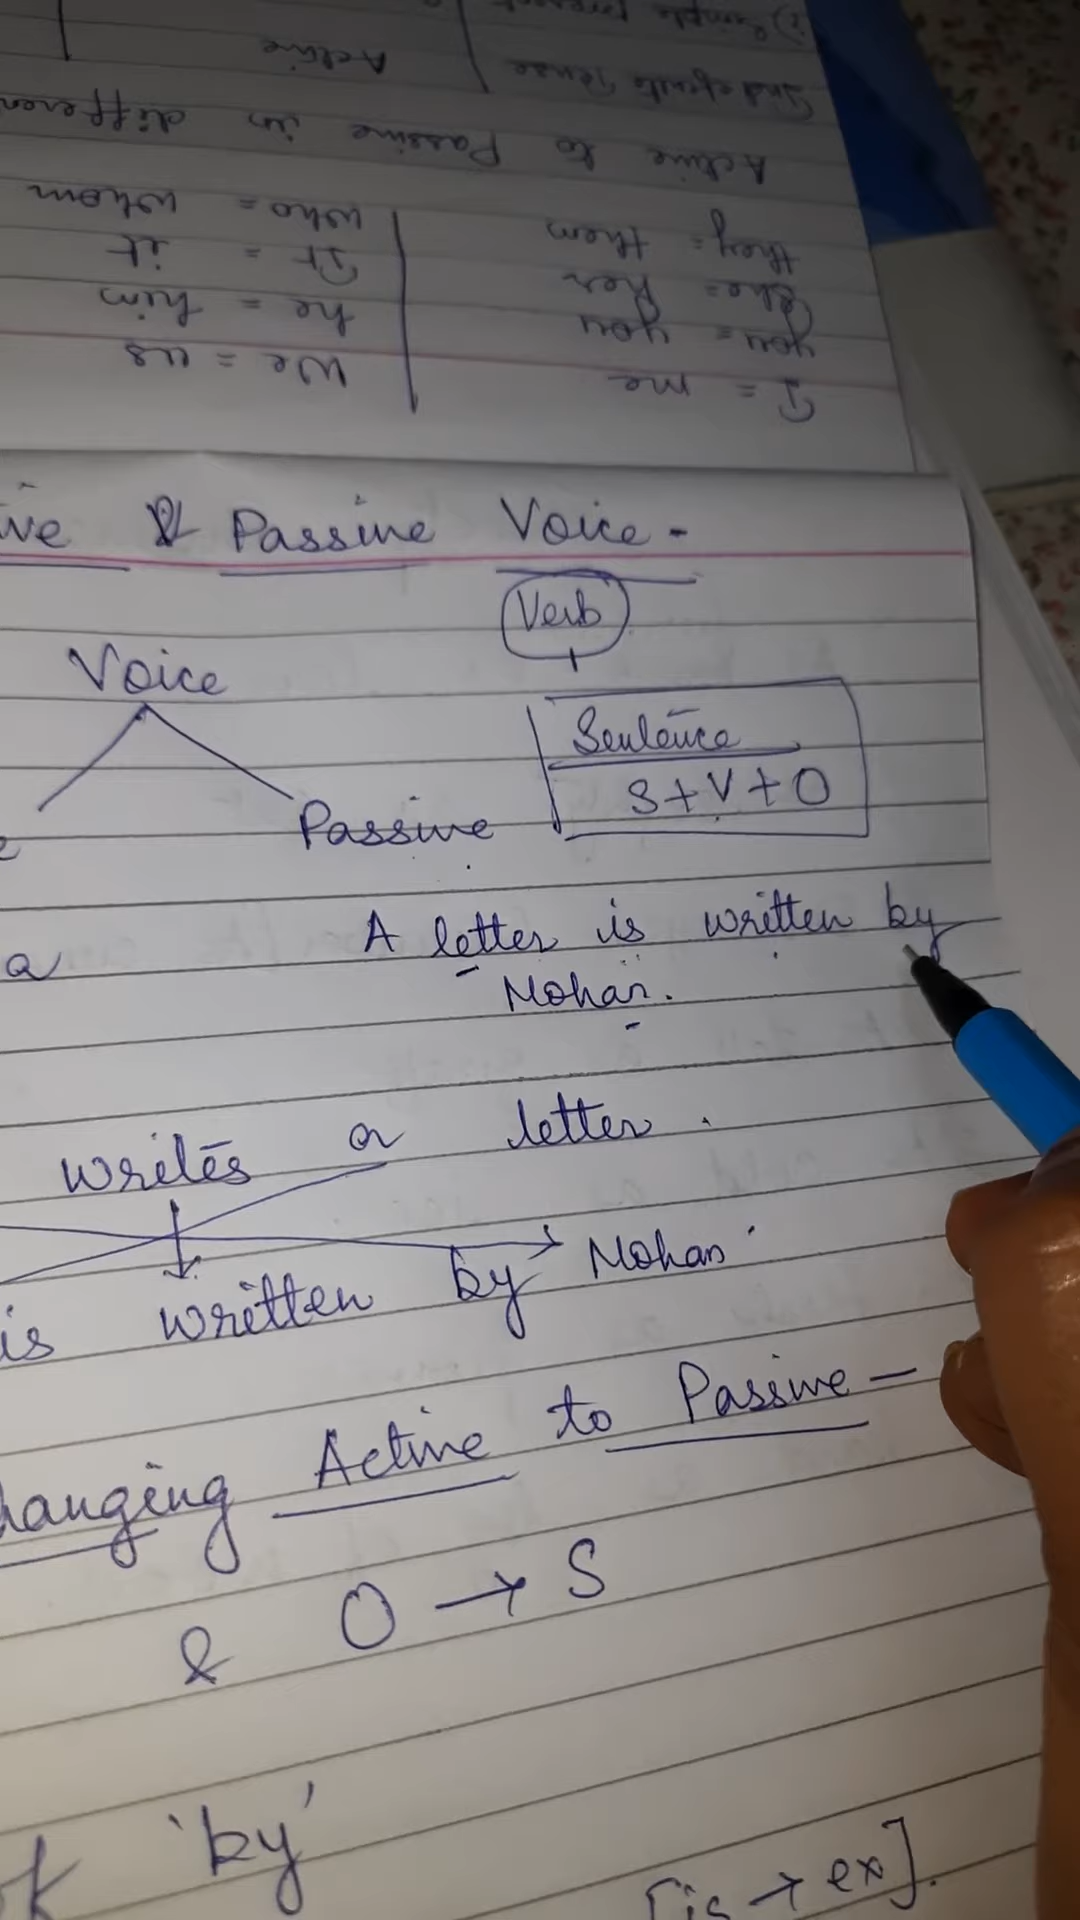 i) Simple present
Indefinite Tense | Active
Active to Passive in differen
they = them | who = whom
She = her | It = it
you = you | he = him
I = me | We = us
ive & Passive Voice -
Verb
Voice
Sentence
S + V + O
e Passive
a A letter is written by
Mohan.
writes a letter.
is written by Mohan
hanging Active to Passive -
& O → S
'by'
[is → ex].